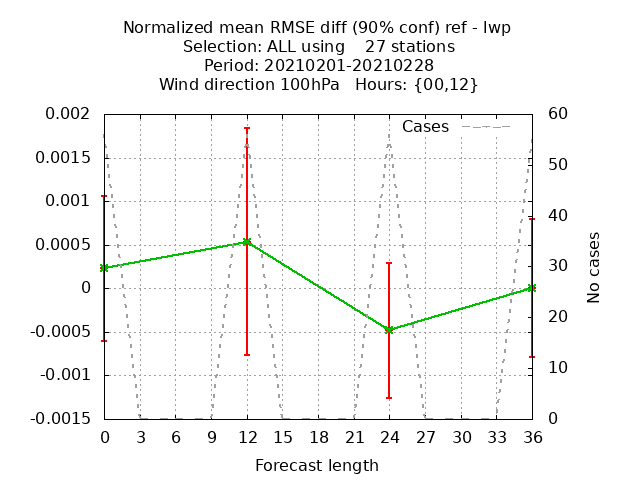 Normalized mean RMSE diff (90% conf) ref - lwp
Selection: ALL using    27 stations
Period: 20210201-20210228
Wind direction 100hPa   Hours: {00,12}
0.002
0.0015
0.001
0.0005
0
-0.0005
-0.001
-0.0015
Cases
60
50
40
30
20
10
0
No cases
0 3 6 9 12 15 18 21 24 27 30 33 36
Forecast length